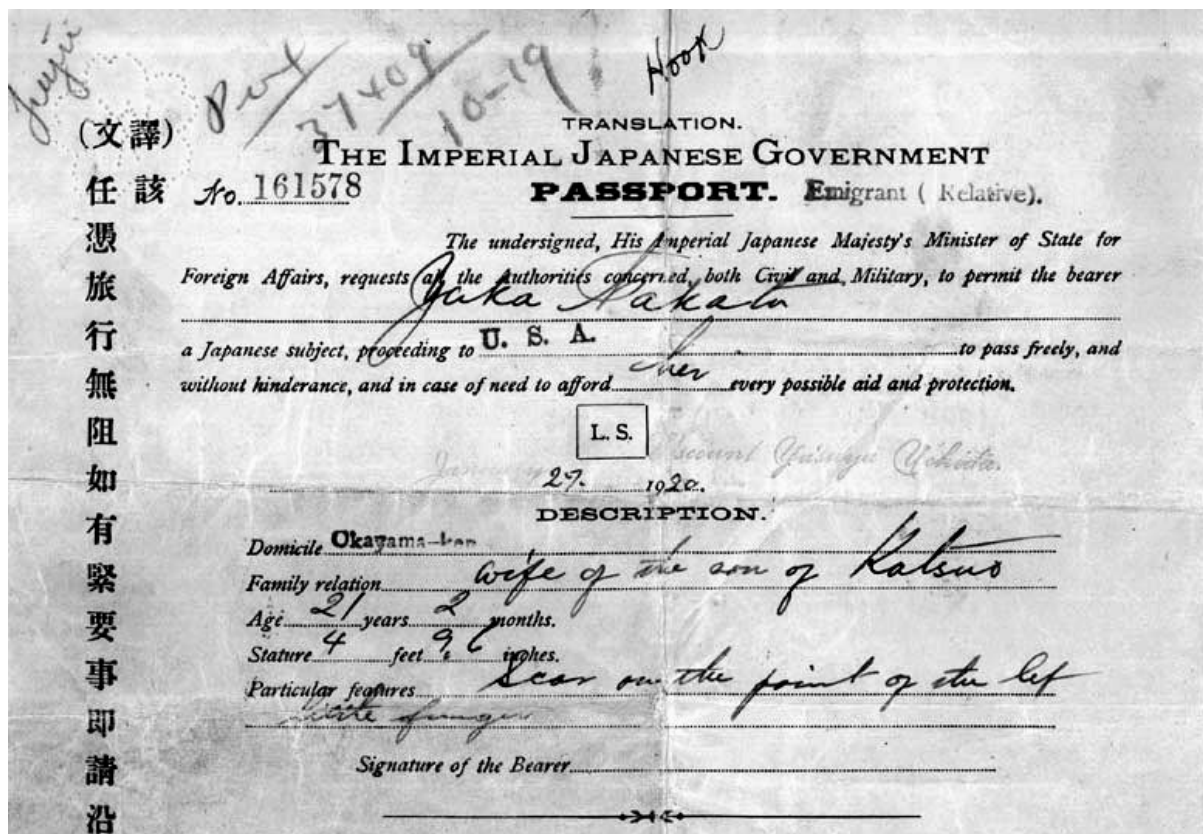 Hook
37409
10-19
(譯文)
該
任憑旅行無阻如有緊要事即請沿
TRANSLATION.
THE IMPERIAL JAPANESE GOVERNMENT
No. 161578 PASSPORT. Emigrant ( Relative).
The undersigned, His Imperial Japanese Majesty's Minister of State for
Foreign Affairs, requests all the Authorities concerned, both Civil and Military, to permit the bearer
a Japanese subject, proceeding to U. S. A. to pass freely, and
without hinderance, and in case of need to afford her every possible aid and protection.
L. S.
January 27. 1920. Viscount Yasuya Uchida.
DESCRIPTION.
Domicile Okayama-ken
Family relation wife of the son of Katsuo
Age 21 years 2 months.
Stature 4 feet 9.6 inches.
Particular features Scar on the point of the lef
finger
Signature of the Bearer